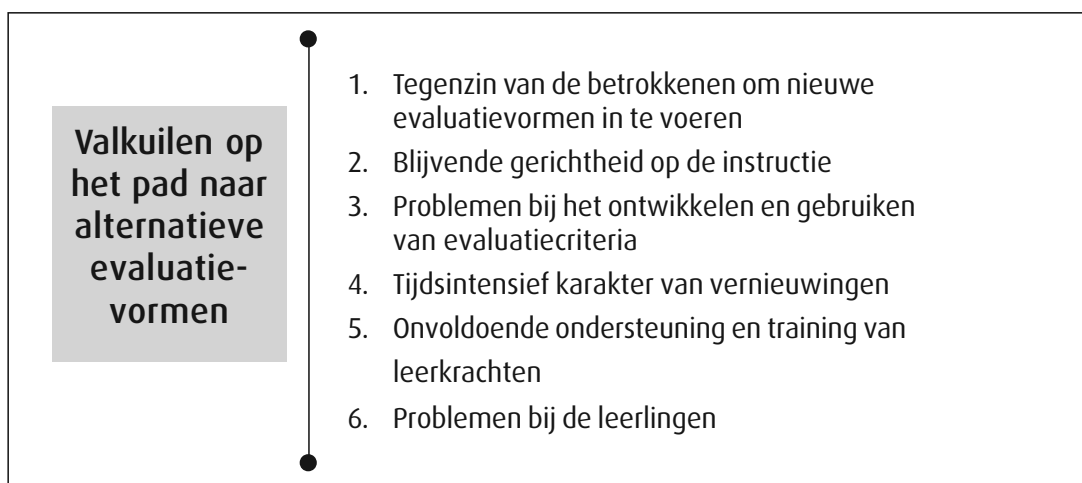 Valkuilen op
het pad naar
alternatieve
evaluatie-
vormen
1. Tegenzin van de betrokkenen om nieuwe
evaluatievormen in te voeren
2. Blijvende gerichtheid op de instructie
3. Problemen bij het ontwikkelen en gebruiken
van evaluatiecriteria
4. Tijdsintensief karakter van vernieuwingen
5. Onvoldoende ondersteuning en training van
leerkrachten
6. Problemen bij de leerlingen